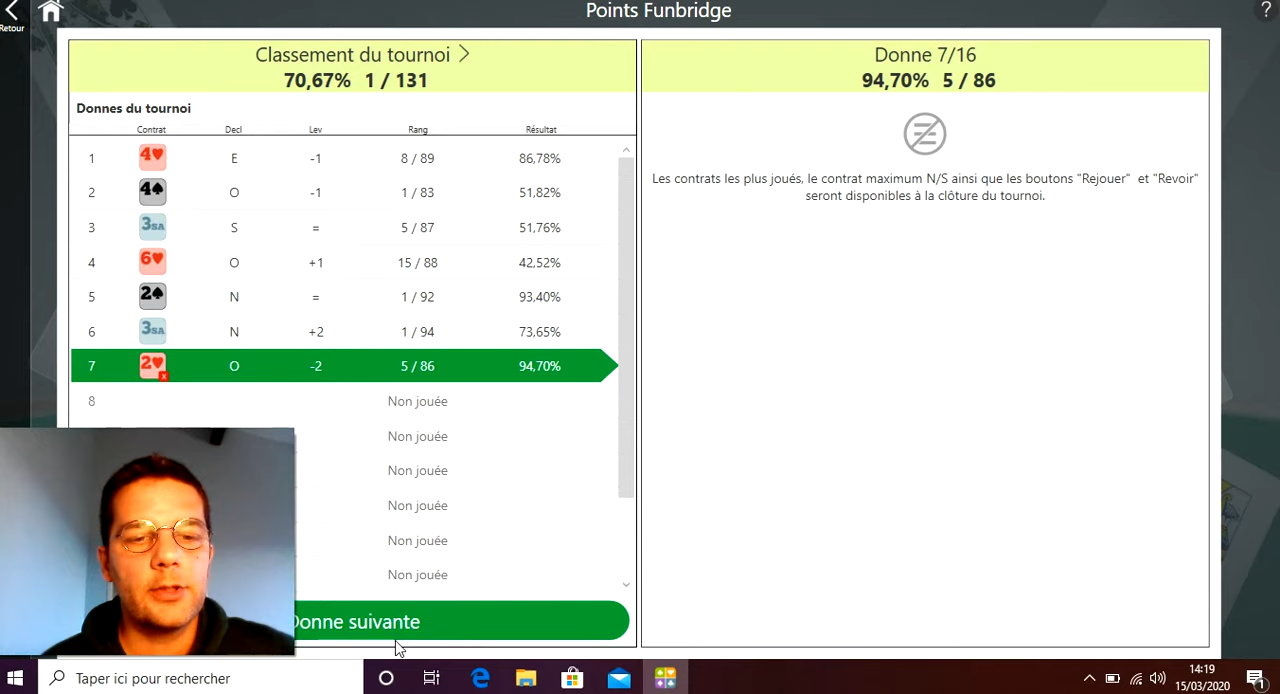 Points Funbridge
?
Retour
Classement du tournoi >
70,67% 1 / 131
Donnes du tournoi
Contrat Decl Lev Rang Résultat
1 4♥ E -1 8 / 89 86,78%
2 4♠ O -1 1 / 83 51,82%
3 3SA S = 5 / 87 51,76%
4 6♥ O +1 15 / 88 42,52%
5 2♠ N = 1 / 92 93,40%
6 3SA N +2 1 / 94 73,65%
7 2♥ x O -2 5 / 86 94,70%
8 Non jouée
Non jouée
Non jouée
Non jouée
Non jouée
Non jouée
Donne suivante
Donne 7/16
94,70% 5 / 86
Les contrats les plus joués, le contrat maximum N/S ainsi que les boutons "Rejouer" et "Revoir"
seront disponibles à la clôture du tournoi.
Taper ici pour rechercher
14:19
15/03/2020
1